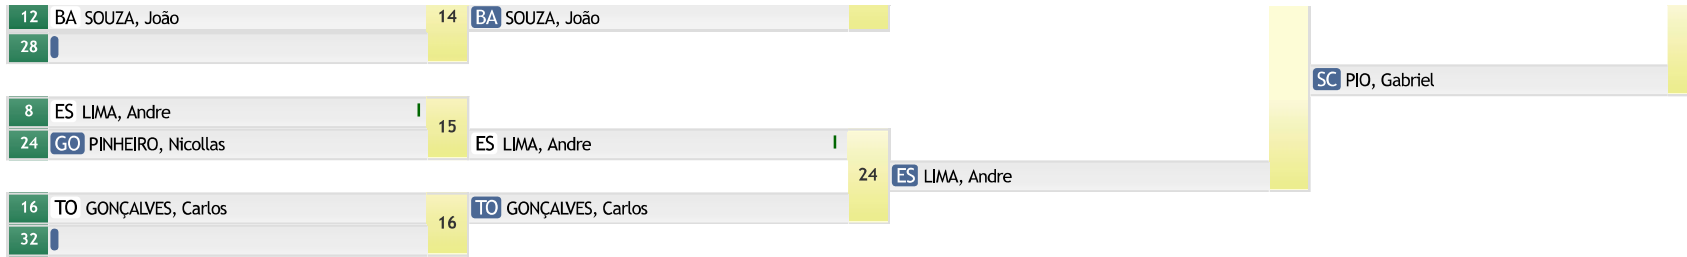 12 BA SOUZA, João 14 BA SOUZA, João
28
SC PIO, Gabriel
8 ES LIMA, Andre I
15
24 GO PINHEIRO, Nicollas ES LIMA, Andre I
24 ES LIMA, Andre
16 TO GONÇALVES, Carlos TO GONÇALVES, Carlos
16
32